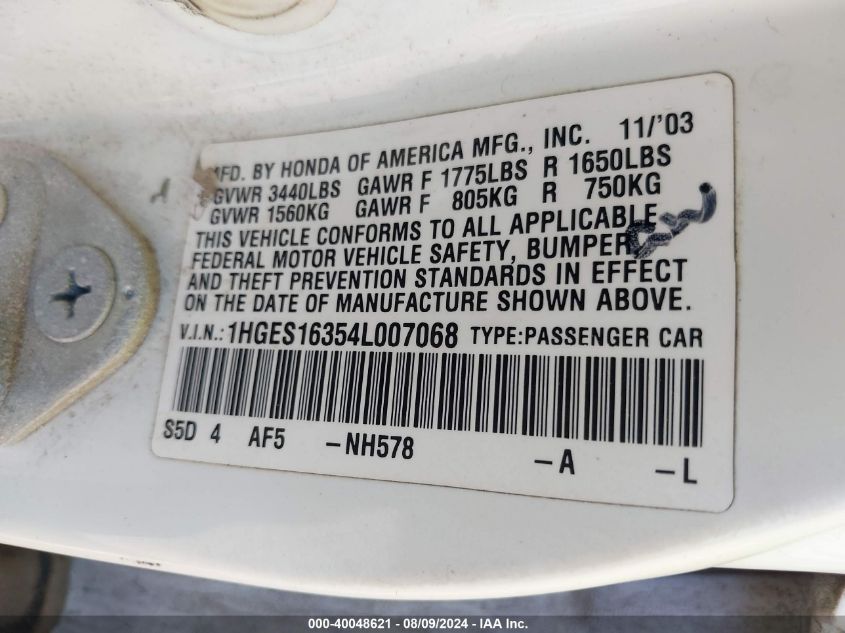 MFD. BY HONDA OF AMERICA MFG., INC. 11/'03
GVWR 3440LBS GAWR F 1775LBS R 1650LBS
GVWR 1560KG GAWR F 805KG R 750KG
THIS VEHICLE CONFORMS TO ALL APPLICABLE
FEDERAL MOTOR VEHICLE SAFETY, BUMPER,
AND THEFT PREVENTION STANDARDS IN EFFECT
ON THE DATE OF MANUFACTURE SHOWN ABOVE.
V.I.N.: 1HGES16354L007068 TYPE:PASSENGER CAR
S5D 4 AF5 -NH578 -A -L
000-40048621 - 08/09/2024 - IAA Inc.